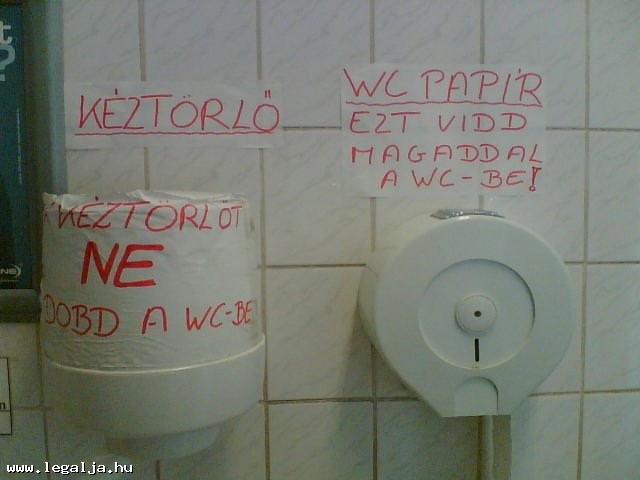 KÉZTÖRLŐ
WC PAPÍR
EZT VIDD
MAGADDAL
A WC-BE!
KÉZTÖRLŐT
NE
DOBD A WC-BE
www.legalja.hu